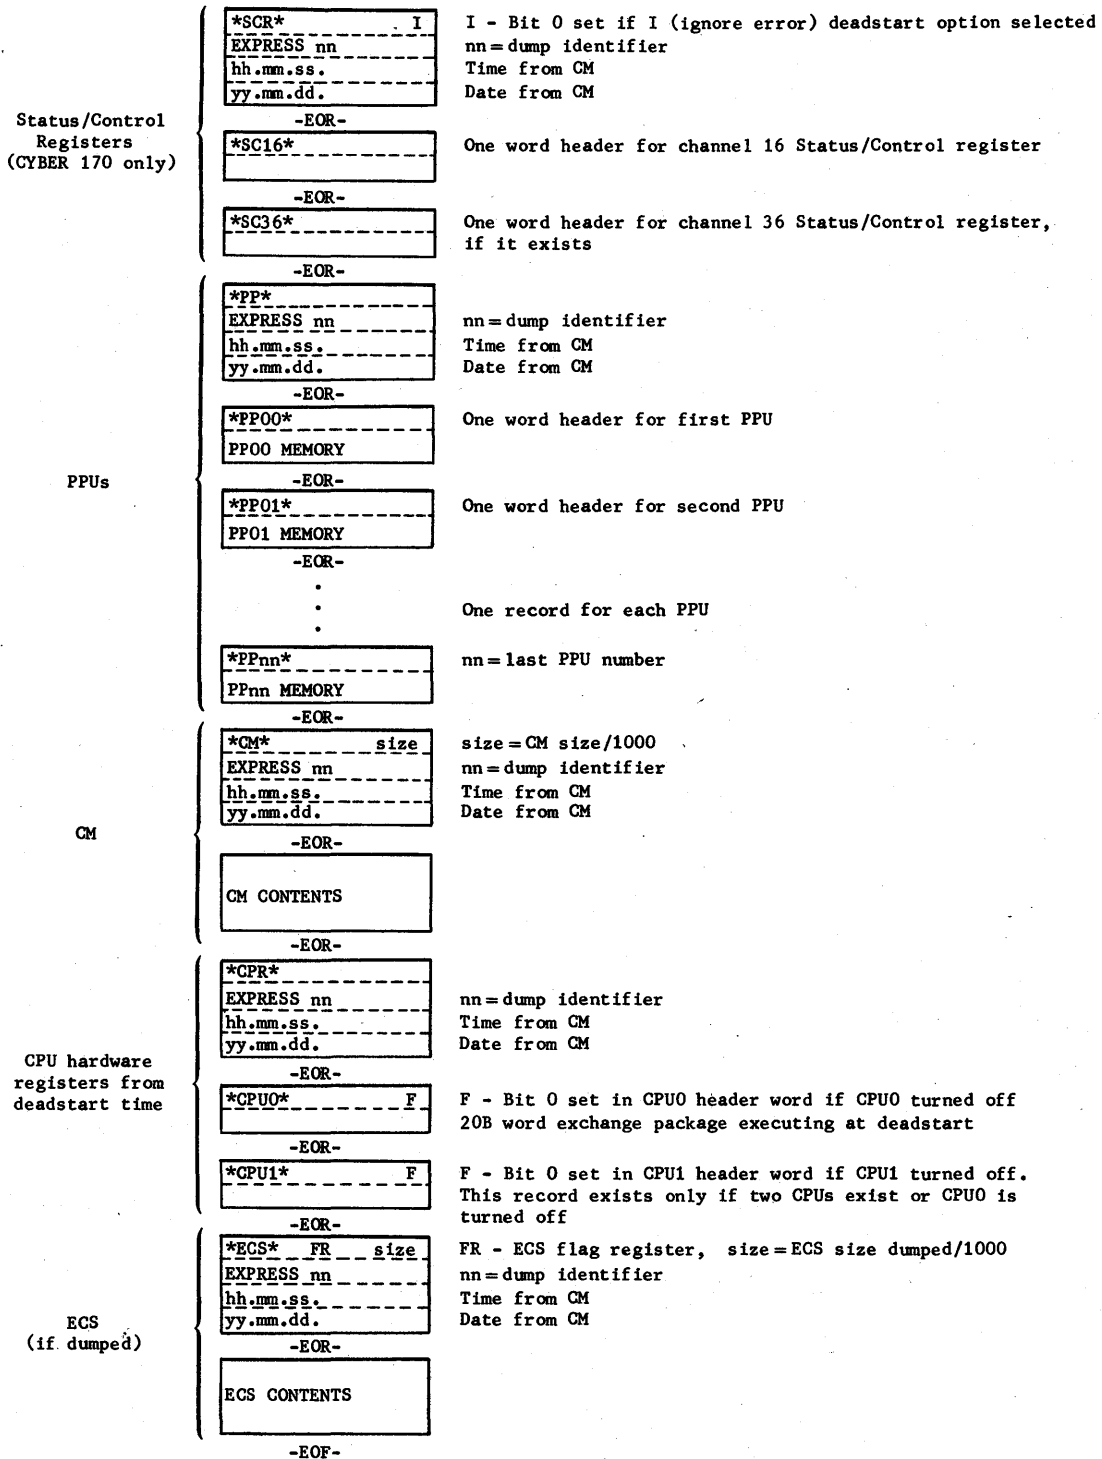 *SCR* I I - Bit 0 set if I (ignore error) deadstart option selected
EXPRESS nn nn=dump identifier
hh.mm.ss. Time from CM
yy.mm.dd. Date from CM
Status/Control
Registers
(CYBER 170 only)
-EOR-
*SC16* One word header for channel 16 Status/Control register
-EOR-
*SC36* One word header for channel 36 Status/Control register,
if it exists
-EOR-
*PP*
EXPRESS nn nn=dump identifier
hh.mm.ss. Time from CM
yy.mm.dd. Date from CM
-EOR-
*PP00* One word header for first PPU
PP00 MEMORY
PPUs
-EOR-
*PP01* One word header for second PPU
PP01 MEMORY
-EOR-
.
. One record for each PPU
.
*PPnn* nn=last PPU number
PPnn MEMORY
-EOR-
*CM* size size=CM size/1000
EXPRESS nn nn=dump identifier
hh.mm.ss. Time from CM
yy.mm.dd. Date from CM
CM
-EOR-
CM CONTENTS
-EOR-
*CPR*
EXPRESS nn nn=dump identifier
hh.mm.ss. Time from CM
yy.mm.dd. Date from CM
CPU hardware
registers from
deadstart time
-EOR-
*CPU0* F F - Bit 0 set in CPU0 header word if CPU0 turned off
20B word exchange package executing at deadstart
-EOR-
*CPU1* F F - Bit 0 set in CPU1 header word if CPU1 turned off.
This record exists only if two CPUs exist or CPU0 is
turned off
-EOR-
*ECS* FR size FR - ECS flag register, size=ECS size dumped/1000
EXPRESS nn nn=dump identifier
hh.mm.ss. Time from CM
yy.mm.dd. Date from CM
ECS
(if dumped)
-EOR-
ECS CONTENTS
-EOF-